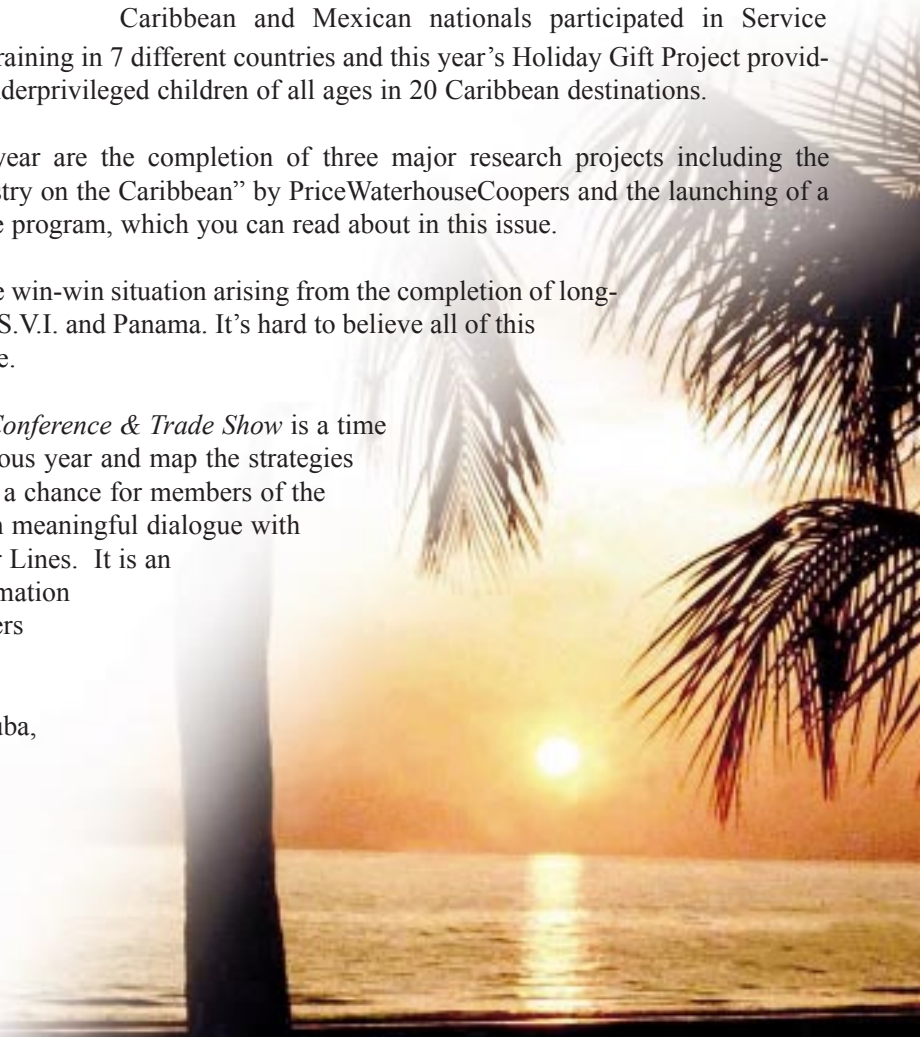 Caribbean and Mexican nationals participated in Service
raining in 7 different countries and this year's Holiday Gift Project provid-
derprivileged children of all ages in 20 Caribbean destinations.
year are the completion of three major research projects including the
stry on the Caribbean” by PriceWaterhouseCoopers and the launching of a
e program, which you can read about in this issue.
e win-win situation arising from the completion of long-
S.V.I. and Panama. It's hard to believe all of this
e.
Conference & Trade Show is a time
ous year and map the strategies
a chance for members of the
n meaningful dialogue with
r Lines. It is an
mation
ers
uba,